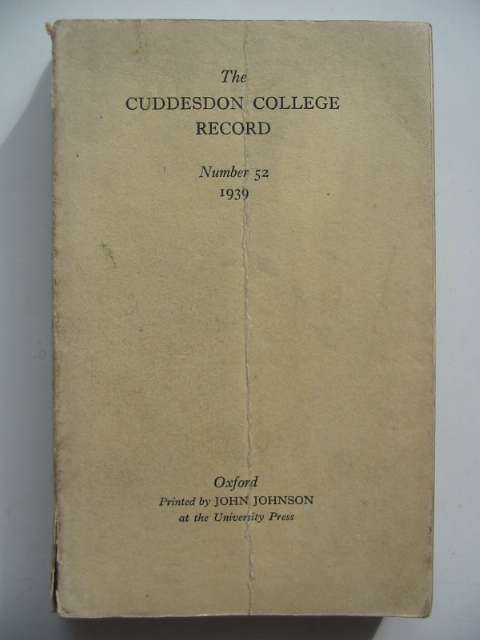 The
CUDDESDON COLLEGE
RECORD
Number 52
1939
Oxford
Printed by JOHN JOHNSON
at the University Press